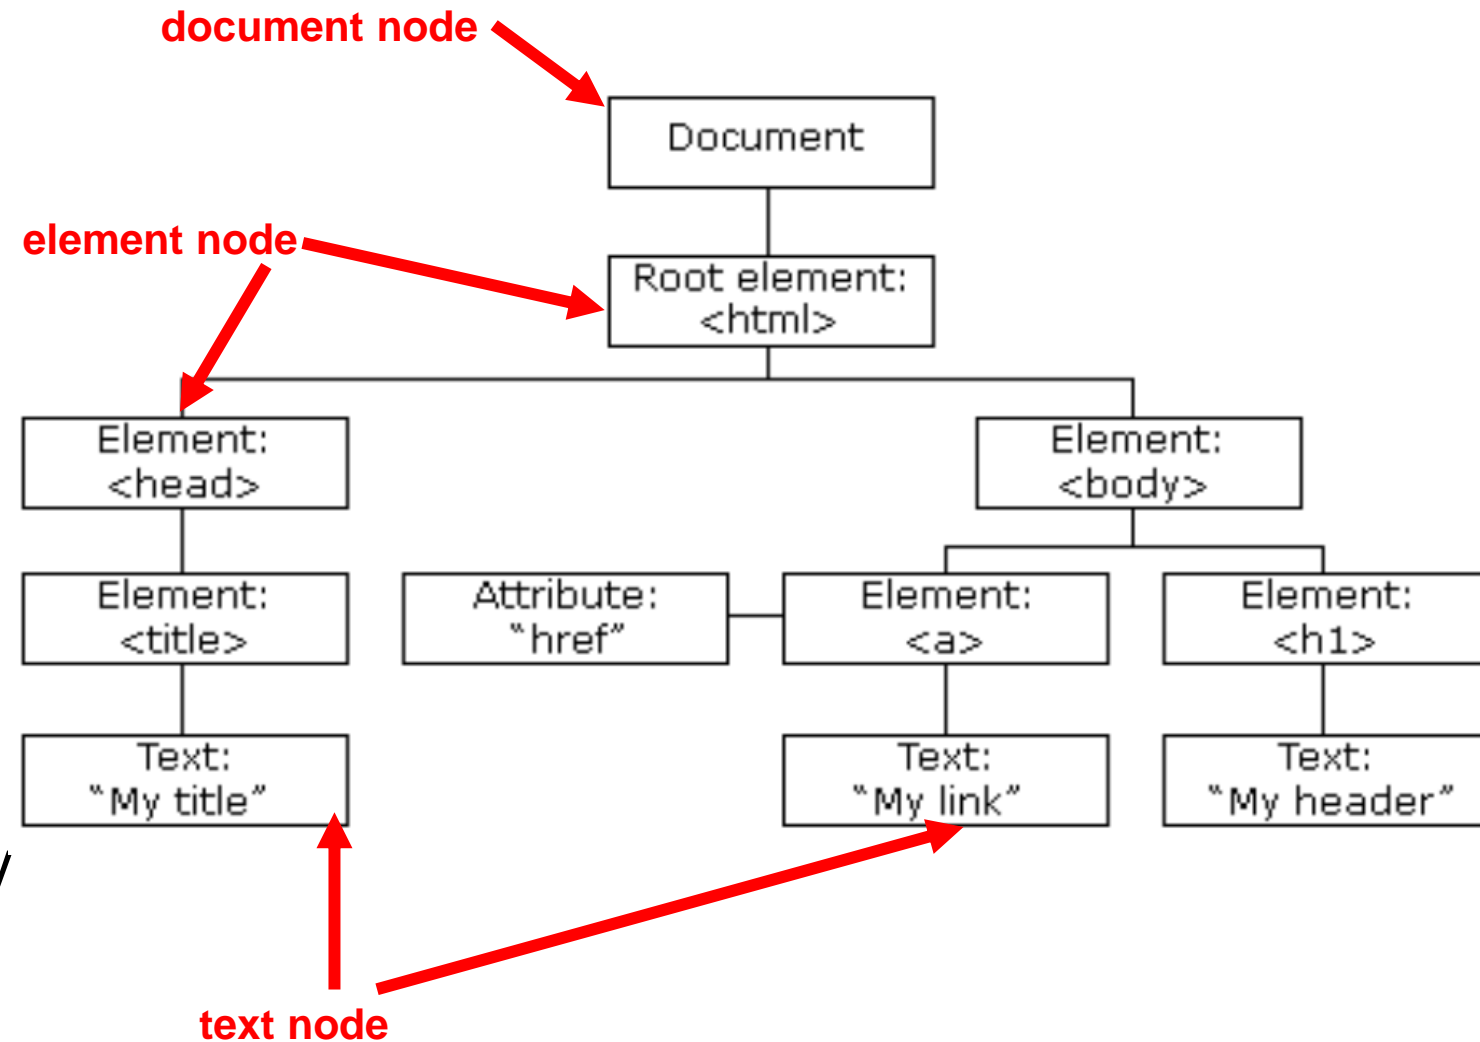 document node
Document
element node
Root element:
<html>
Element:
<head>
Element:
<body>
Element:
<title>
Attribute:
“href”
Element:
<a>
Element:
<h1>
Text:
“My title”
Text:
“My link”
Text:
“My header”
text node